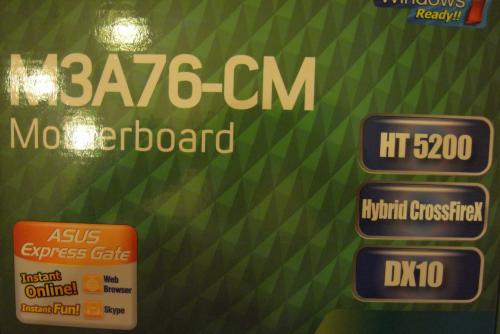 Windows 7
Ready!!
M3A76-CM
Motherboard
HT 5200
Hybrid CrossFireX
DX10
ASUS
Express Gate
Instant
Online!
Web
Browser
Instant Fun!
Skype